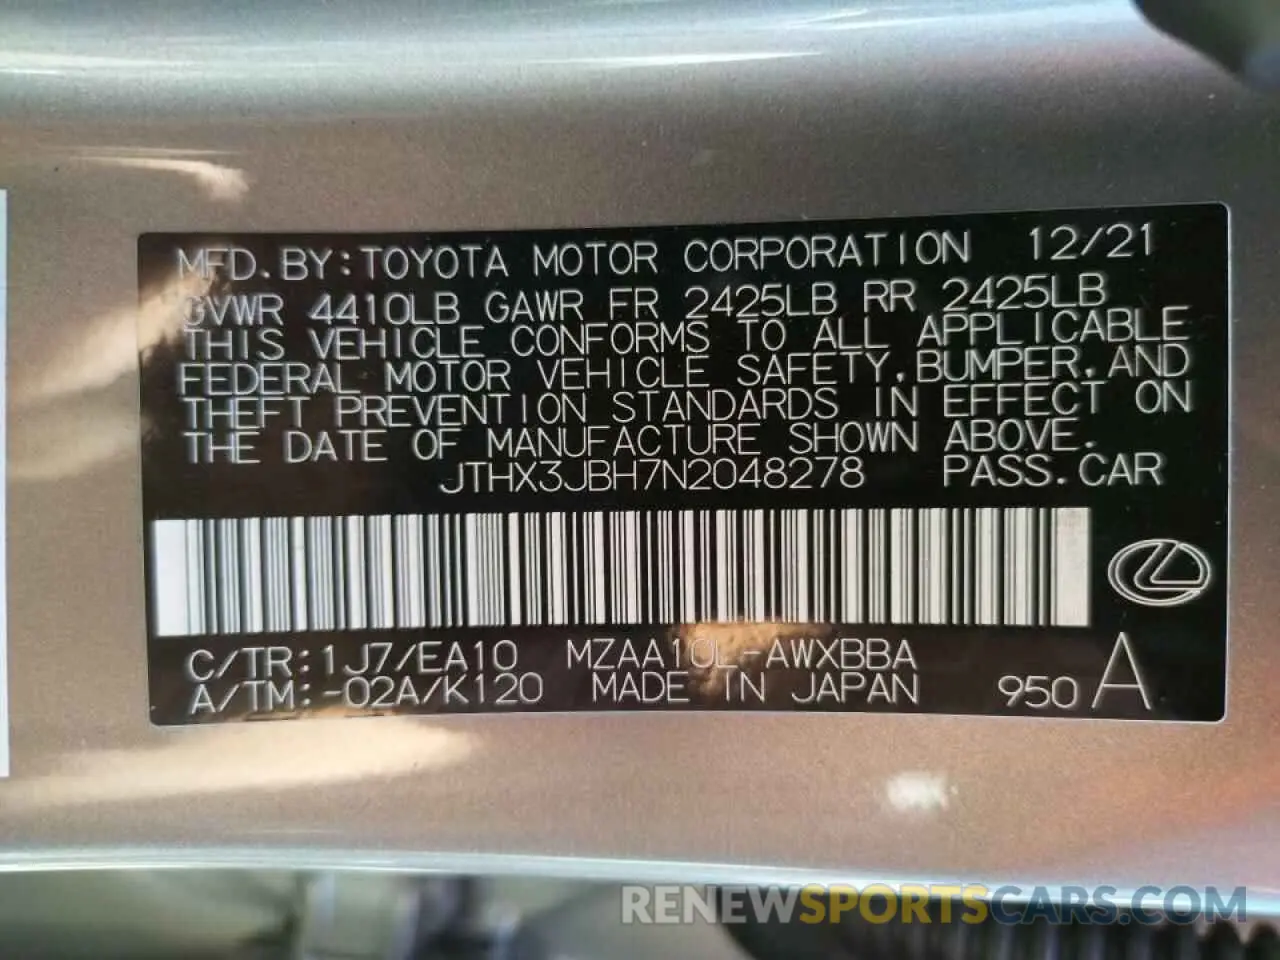 MFD. BY: TOYOTA MOTOR CORPORATION 12/21
GVWR 4410LB GAWR FR 2425LB RR 2425LB
THIS VEHICLE CONFORMS TO ALL APPLICABLE
FEDERAL MOTOR VEHICLE SAFETY, BUMPER, AND
THEFT PREVENTION STANDARDS IN EFFECT ON
THE DATE OF MANUFACTURE SHOWN ABOVE.
JTHX3JBH7N2048278 PASS. CAR
C/TR: 1J7/EA10 MZAA10L-AWXBBA
A/TM: -02A/K120 MADE IN JAPAN 950 A
RENEWSPORTSCARS.COM